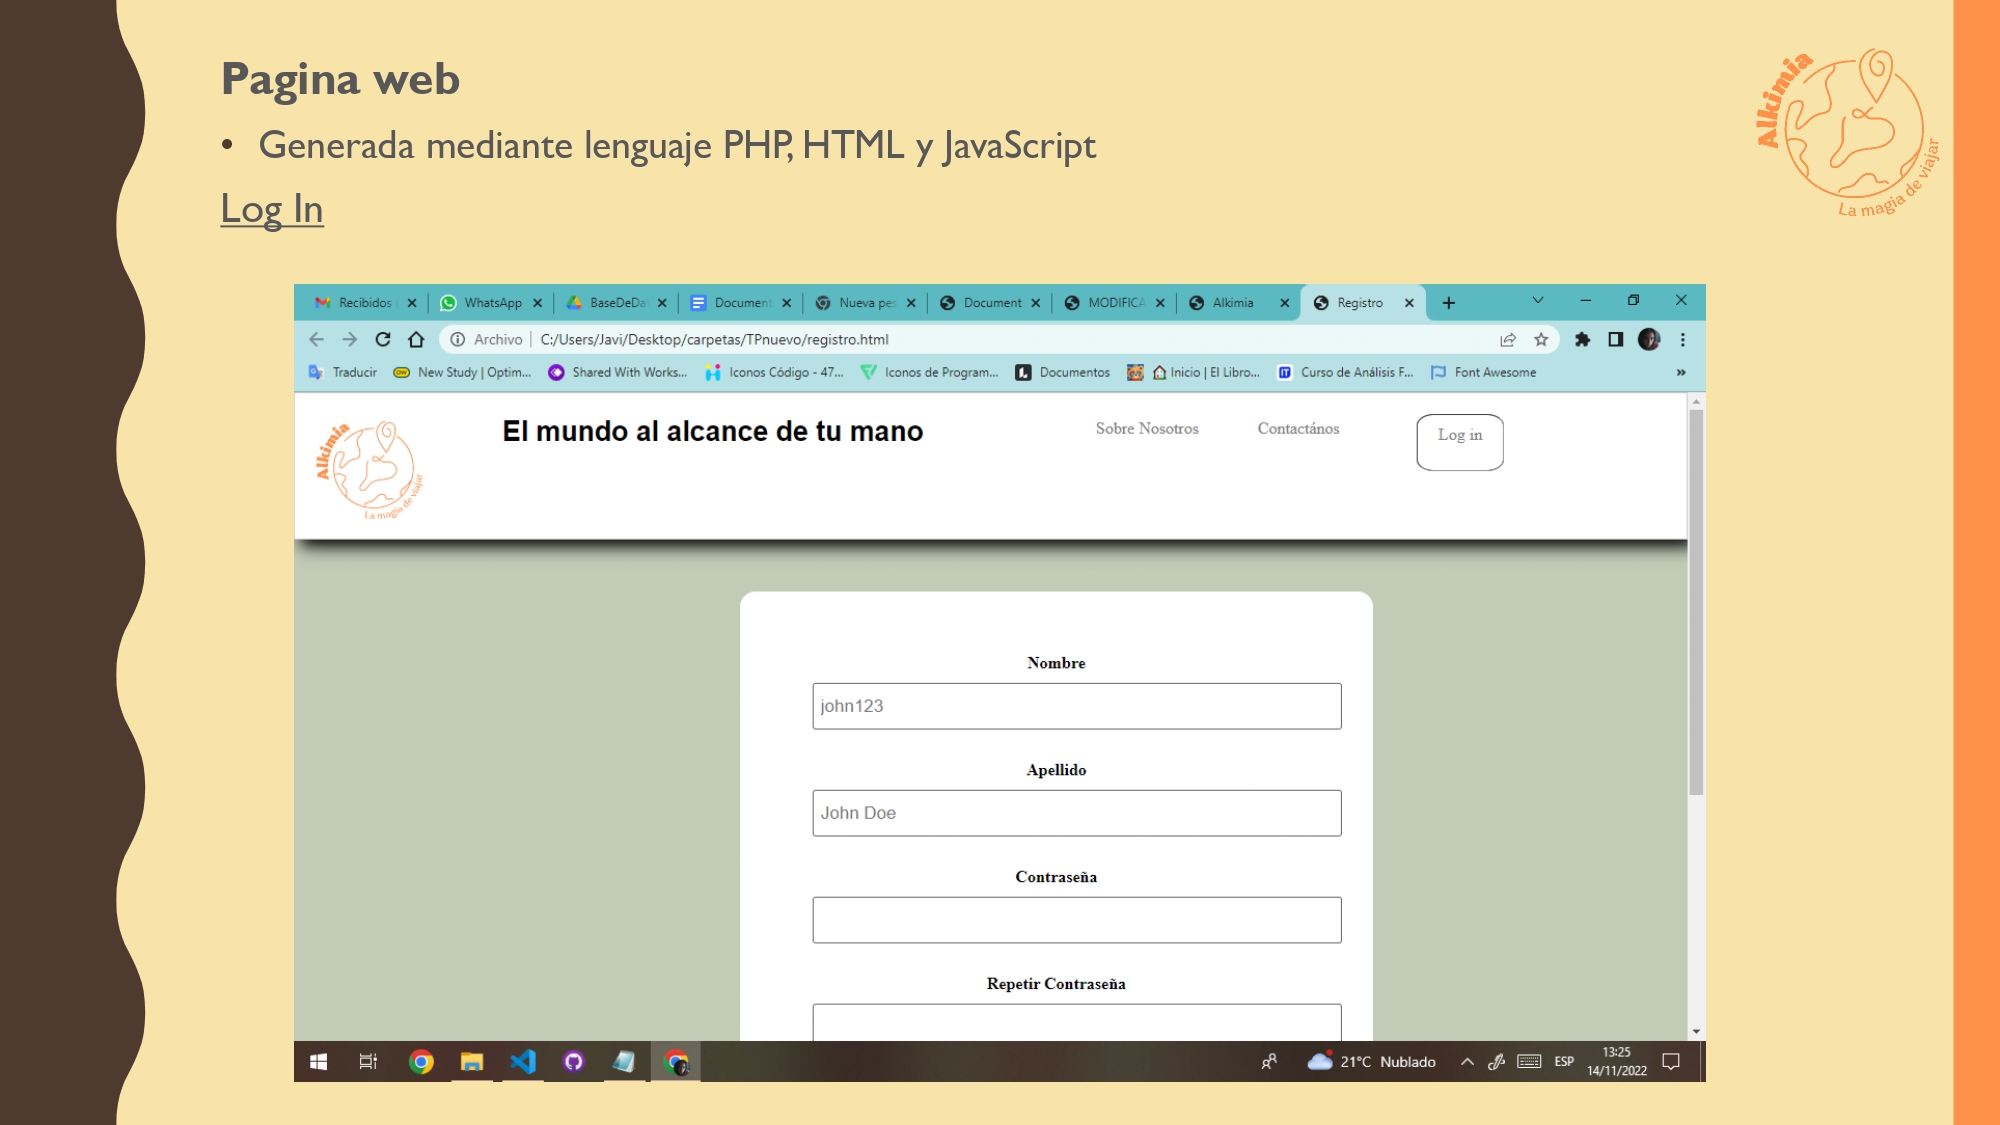 Pagina web
• Generada mediante lenguaje PHP, HTML y JavaScript
Log In
Alkimia
La magia de viajar
Recibidos
WhatsApp
BaseDeDa
Document
Nueva pes
Document
MODIFICA
Alkimia
Registro
Archivo | C:/Users/Javi/Desktop/carpetas/TPnuevo/registro.html
Traducir
New Study | Optim...
Shared With Works...
Iconos Código - 47...
Iconos de Program...
Documentos
Inicio | El Libro...
Curso de Análisis F...
Font Awesome
»
Alkimia
La magia de viajar
El mundo al alcance de tu mano
Sobre Nosotros
Contactános
Log in
Nombre
john123
Apellido
John Doe
Contraseña
Repetir Contraseña
21°C Nublado
ESP
13:25
14/11/2022